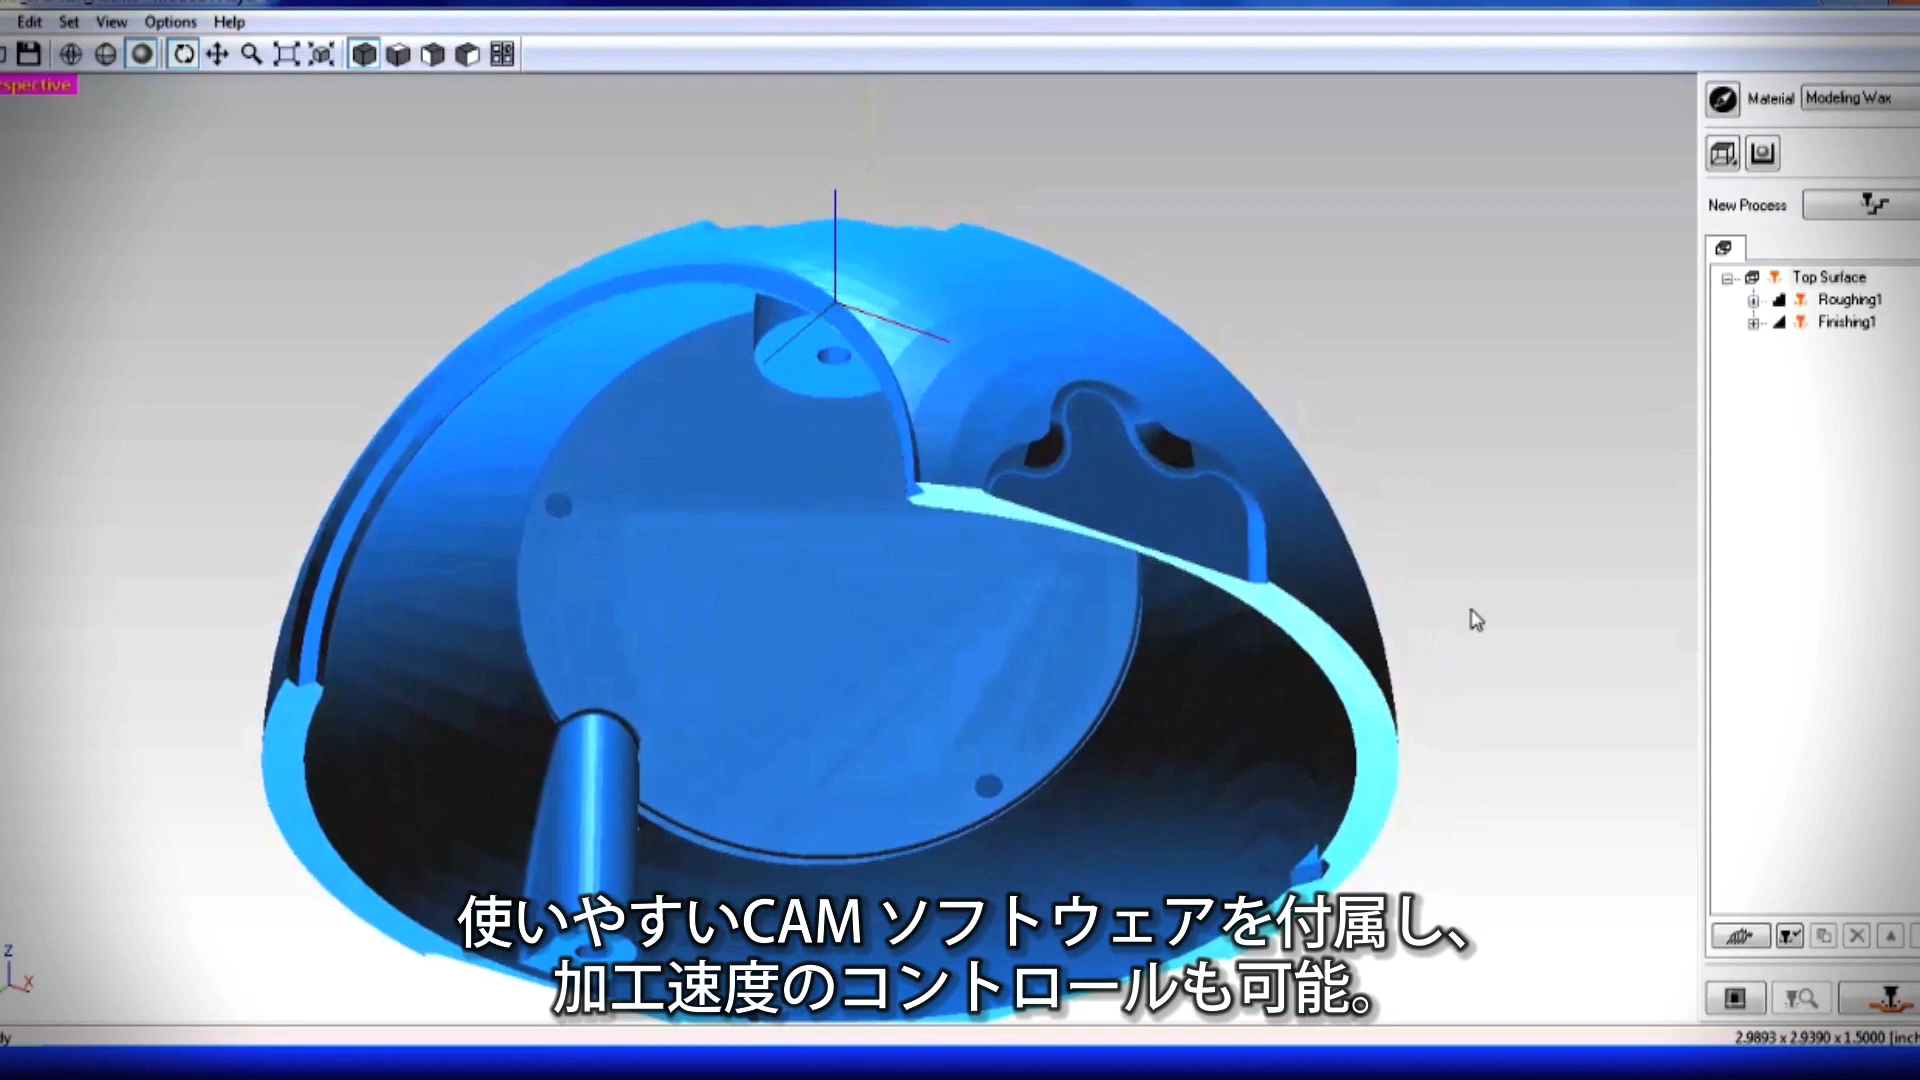 Edit Set View Options Help
rspective
Material Modeling Wax
New Process
Top Surface
Roughing1
Finishing1
使いやすいCAM ソフトウェアを付属し、
加工速度のコントロールも可能。
Z
X
dy
2.9893 x 2.9390 x 1.5000 [inch